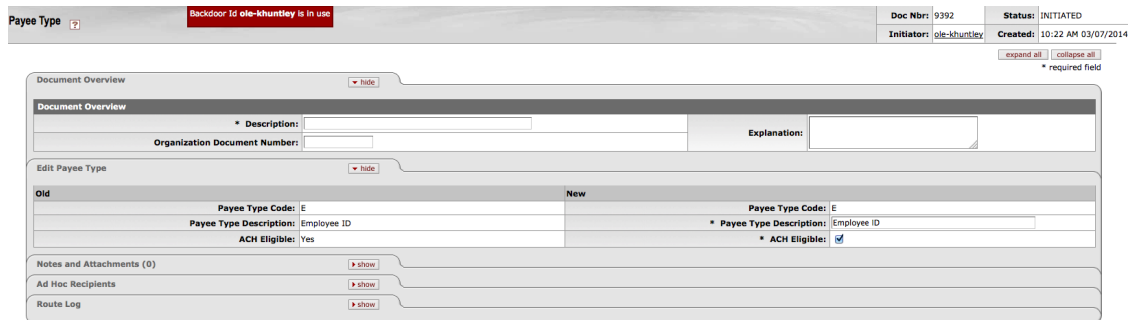 Payee Type ?
Backdoor Id ole-khuntley is in use
Doc Nbr: 9392 Status: INITIATED
Initiator: ole-khuntley Created: 10:22 AM 03/07/2014
expand all collapse all
* required field
Document Overview hide
Document Overview
* Description: Explanation:
Organization Document Number:
Edit Payee Type hide
Old New
Payee Type Code: E Payee Type Code: E
Payee Type Description: Employee ID * Payee Type Description: Employee ID
ACH Eligible: Yes * ACH Eligible:
Notes and Attachments (0) show
Ad Hoc Recipients show
Route Log show